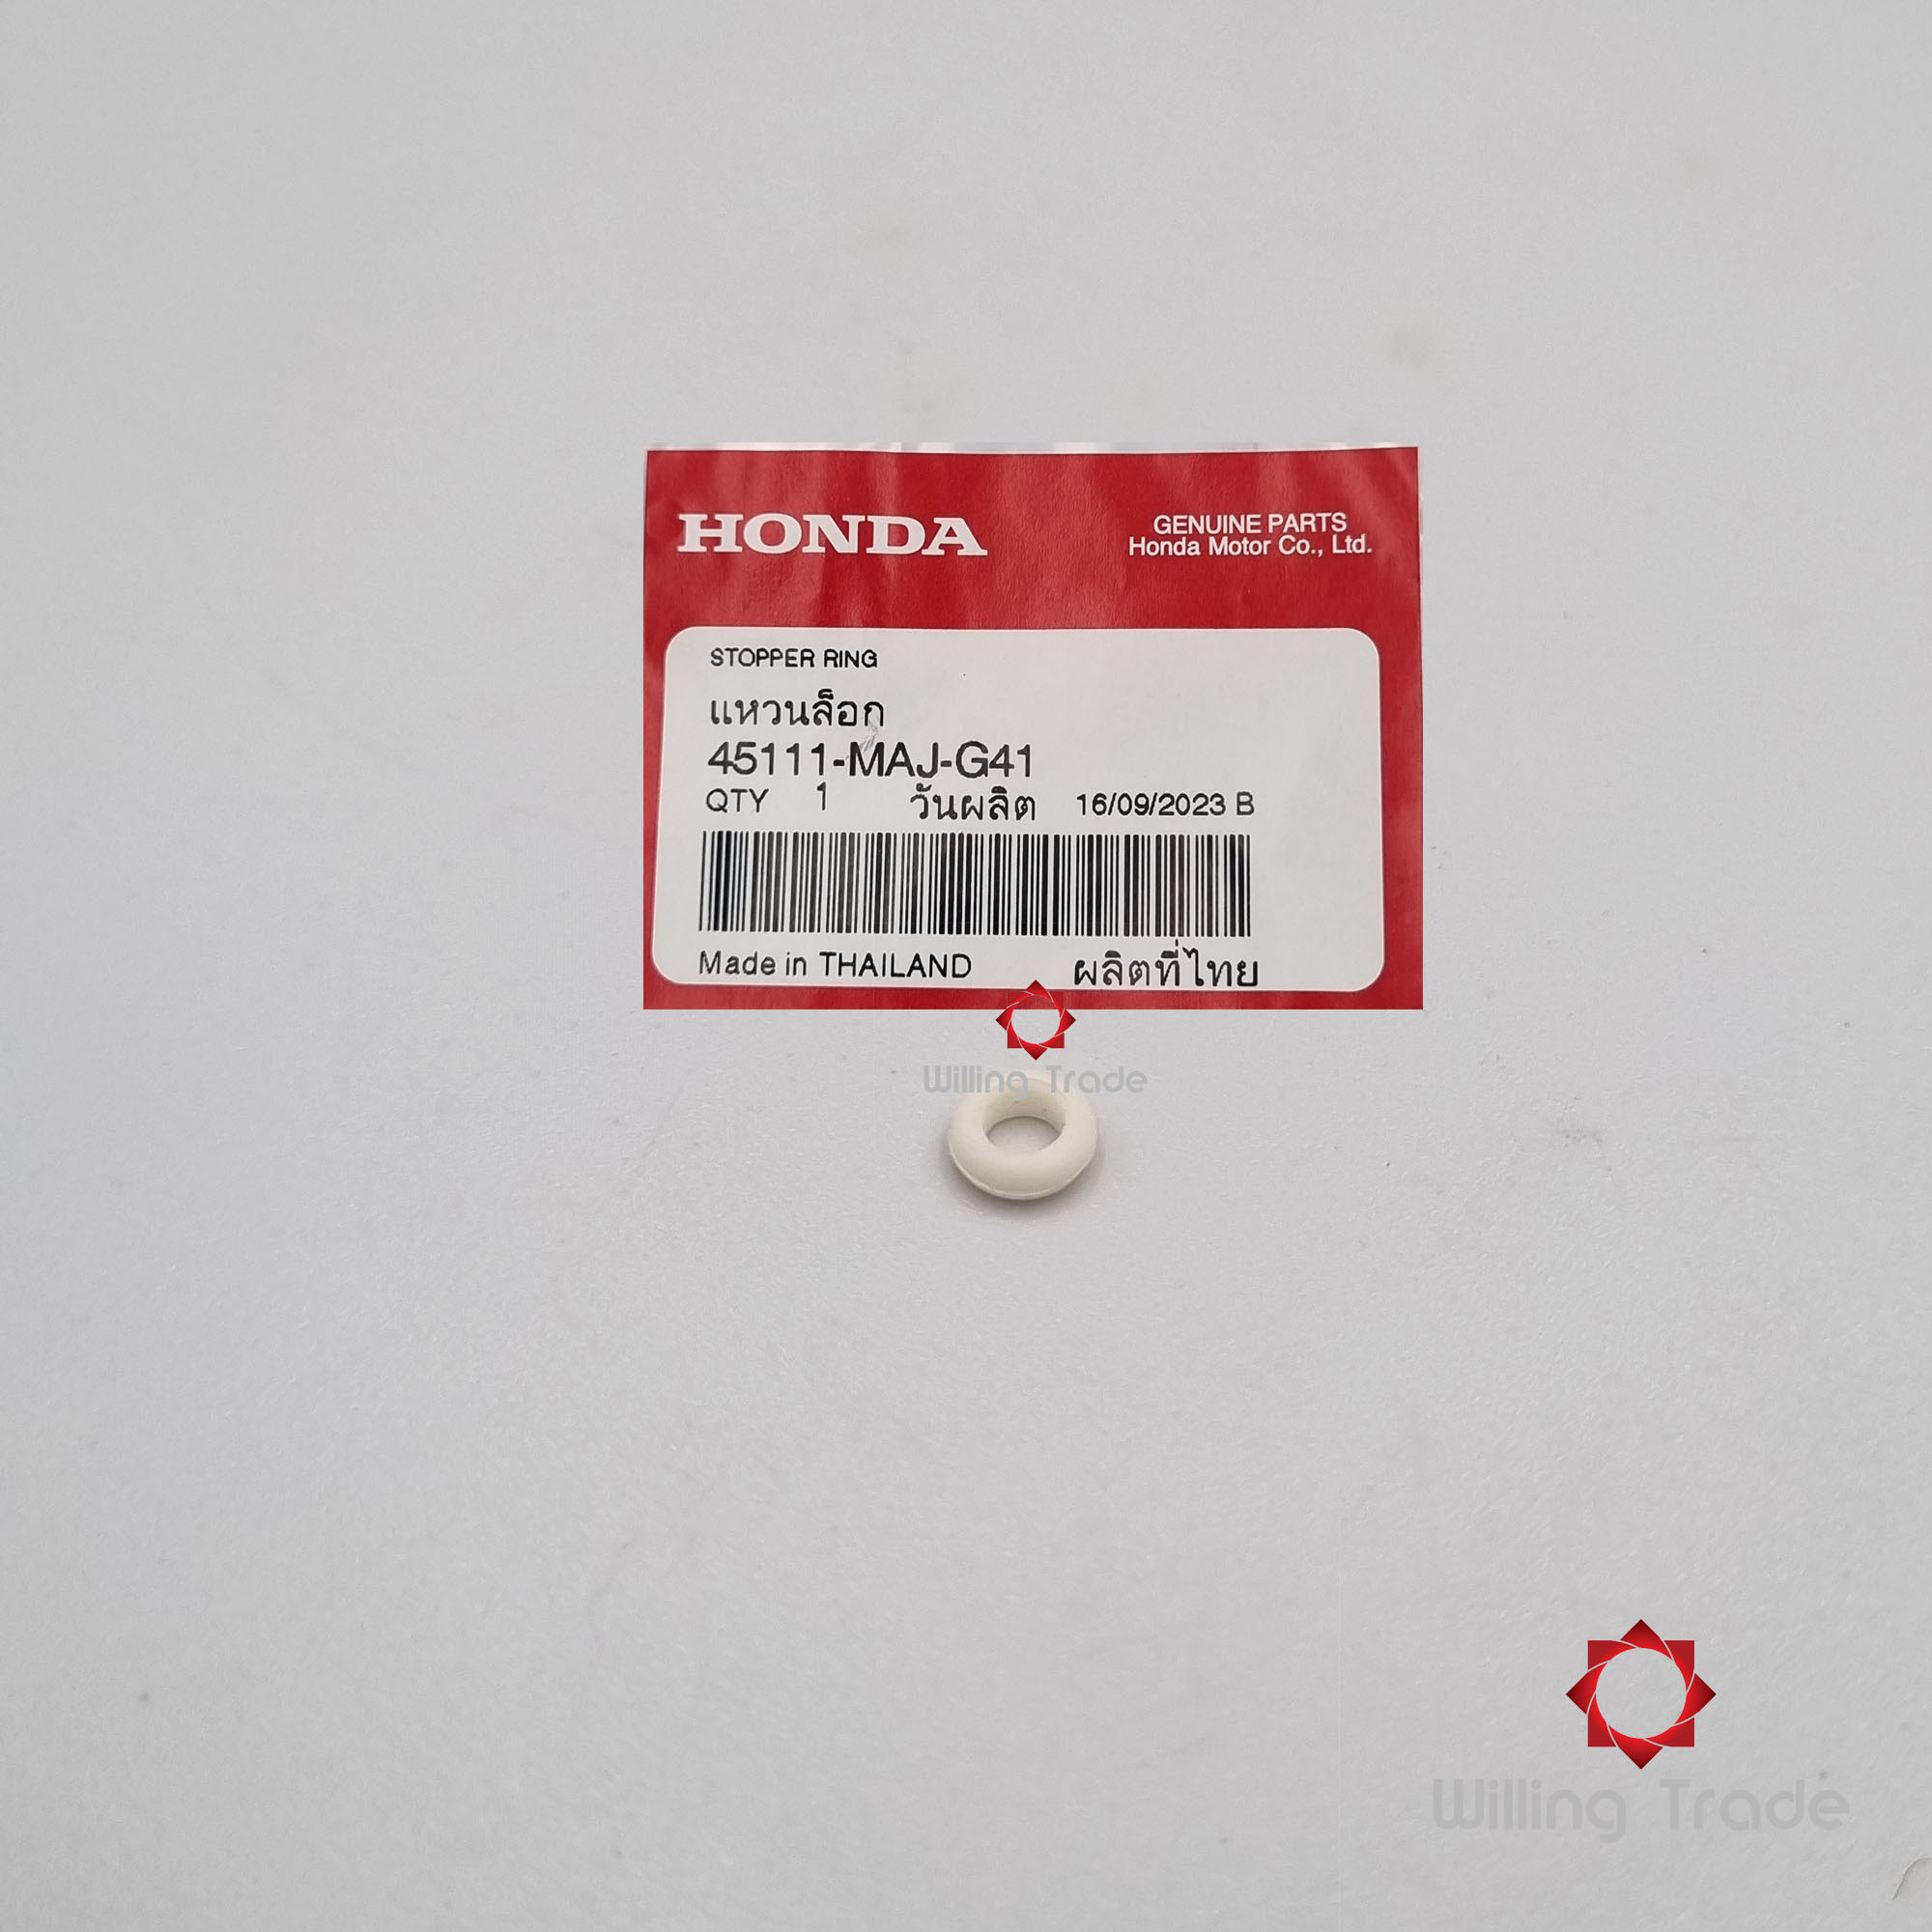 HONDA
GENUINE PARTS
Honda Motor Co., Ltd.
STOPPER RING
แหวนล็อก
45111-MAJ-G41
QTY 1 วันผลิต 16/09/2023 B
Made in THAILAND ผลิตที่ไทย
Willing Trade
Willing Trade